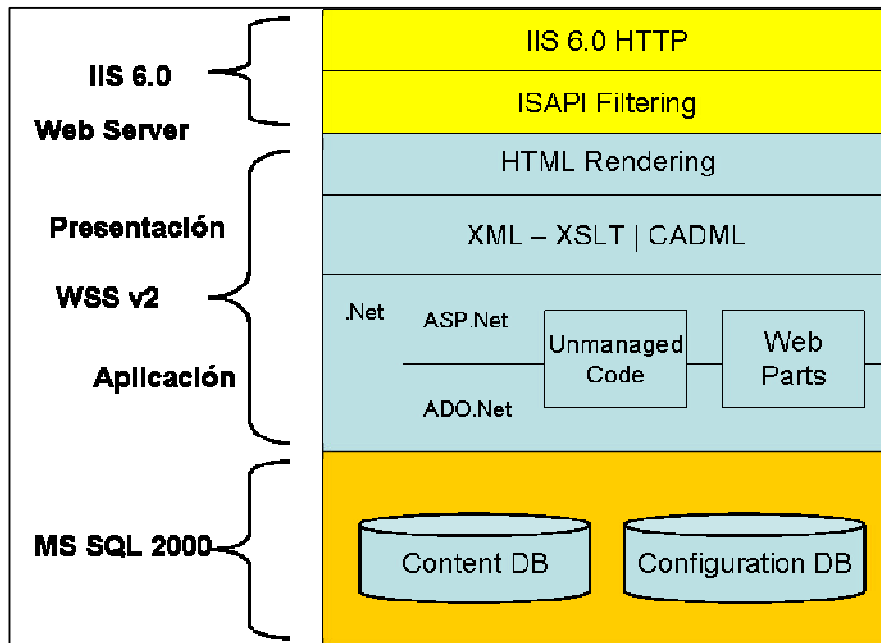 IIS 6.0 HTTP
IIS 6.0
ISAPI Filtering
Web Server
HTML Rendering
Presentación
XML – XSLT | CADML
WSS v2
.Net
ASP.Net
Unmanaged
Code
Web
Parts
Aplicación
ADO.Net
MS SQL 2000
Content DB
Configuration DB